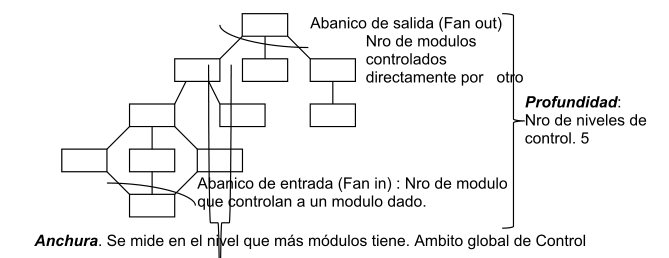 Abanico de salida (Fan out)
Nro de modulos
controlados
directamente por otro
Profundidad:
Nro de niveles de
control. 5
Abanico de entrada (Fan in) : Nro de modulo
que controlan a un modulo dado.
Anchura. Se mide en el nivel que más módulos tiene. Ambito global de Control